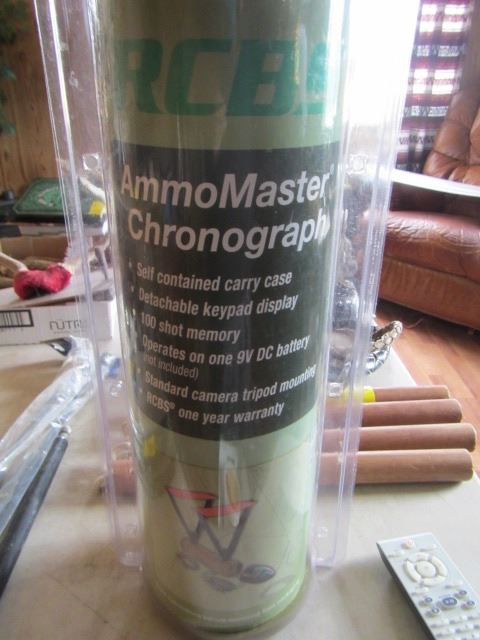 RCBS
AmmoMaster®
Chronograph
• Self contained carry case
• Detachable keypad display
• 100 shot memory
Operates on one 9V DC battery
(not included)
• Standard camera tripod mounting
• RCBS® one year warranty